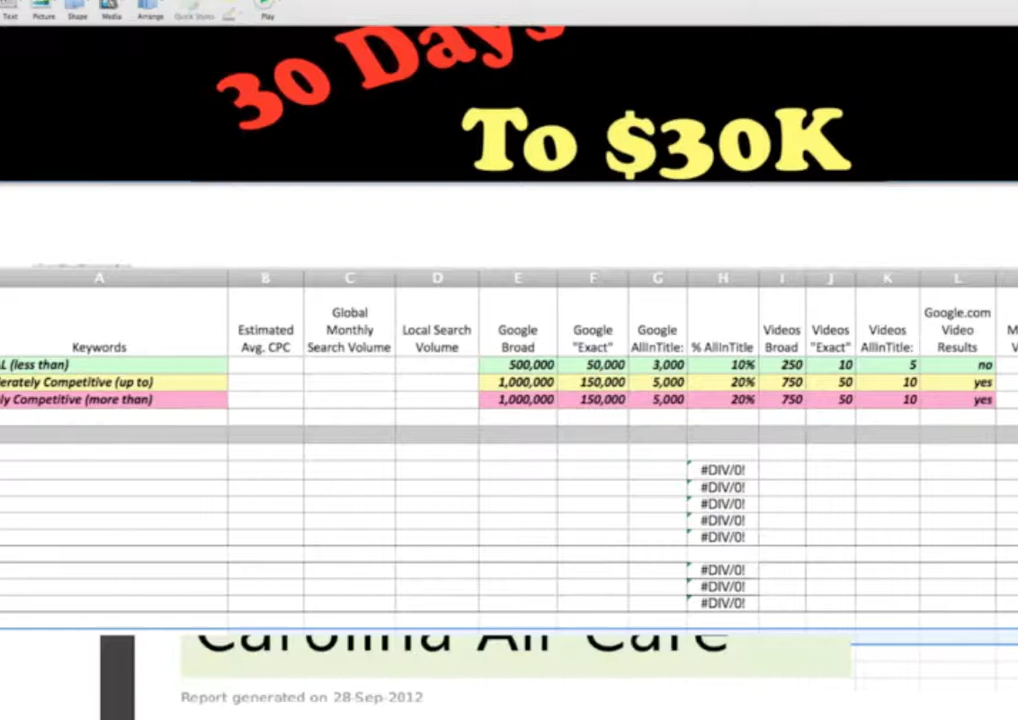 Text Picture Shape Media Arrange Quick Styles Play
30 Days
To $30K
A B C D E F G H I J K L
Keywords Estimated Avg. CPC Global Monthly Search Volume Local Search Volume Google Broad Google "Exact" Google AllInTitle: % AllInTitle Videos Broad Videos "Exact" Videos AllInTitle: Google.com Video Results M V
L (less than) 500,000 50,000 3,000 10% 250 10 5 no
erately Competitive (up to) 1,000,000 150,000 5,000 20% 750 50 10 yes
ly Competitive (more than) 1,000,000 150,000 5,000 20% 750 50 10 yes
#DIV/0!
#DIV/0!
#DIV/0!
#DIV/0!
#DIV/0!
#DIV/0!
#DIV/0!
#DIV/0!
Carolina Air Care
Report generated on 28-Sep-2012